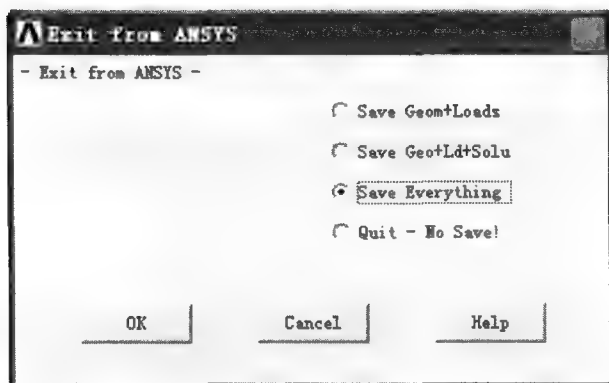 Exit from ANSYS
- Exit from ANSYS -
Save Geom+Loads
Save Geo+Ld+Solu
Save Everything
Quit - No Save!
OK
Cancel
Help